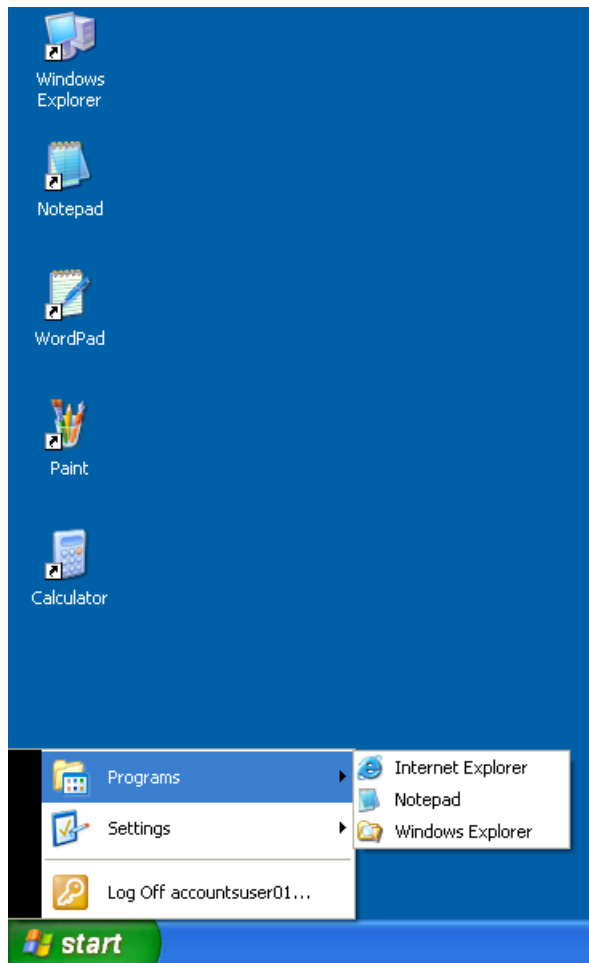 Windows
Explorer
Notepad
WordPad
Paint
Calculator
Programs
Internet Explorer
Notepad
Settings
Windows Explorer
Log Off accountsuser01...
start